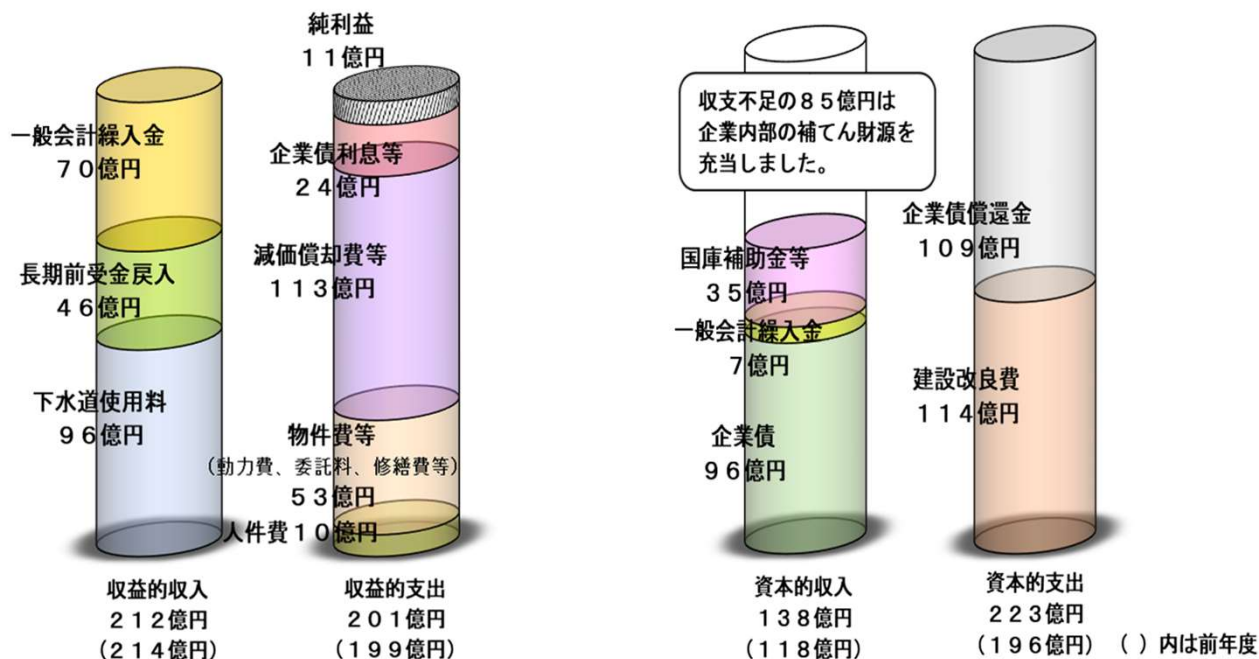 一般会計繰入金
７０億円
長期前受金戻入
４６億円
下水道使用料
９６億円
収益的収入
２１２億円
（２１４億円）
純利益
１１億円
企業債利息等
２４億円
減価償却費等
１１３億円
物件費等
（動力費、委託料、修繕費等）
５３億円
人件費１０億円
収益的支出
２０１億円
（１９９億円）
収支不足の８５億円は
企業内部の補てん財源を
充当しました。
国庫補助金等
３５億円
一般会計繰入金
７億円
企業債
９６億円
資本的収入
１３８億円
（１１８億円）
企業債償還金
１０９億円
建設改良費
１１４億円
資本的支出
２２３億円
（１９６億円）
（ ）内は前年度